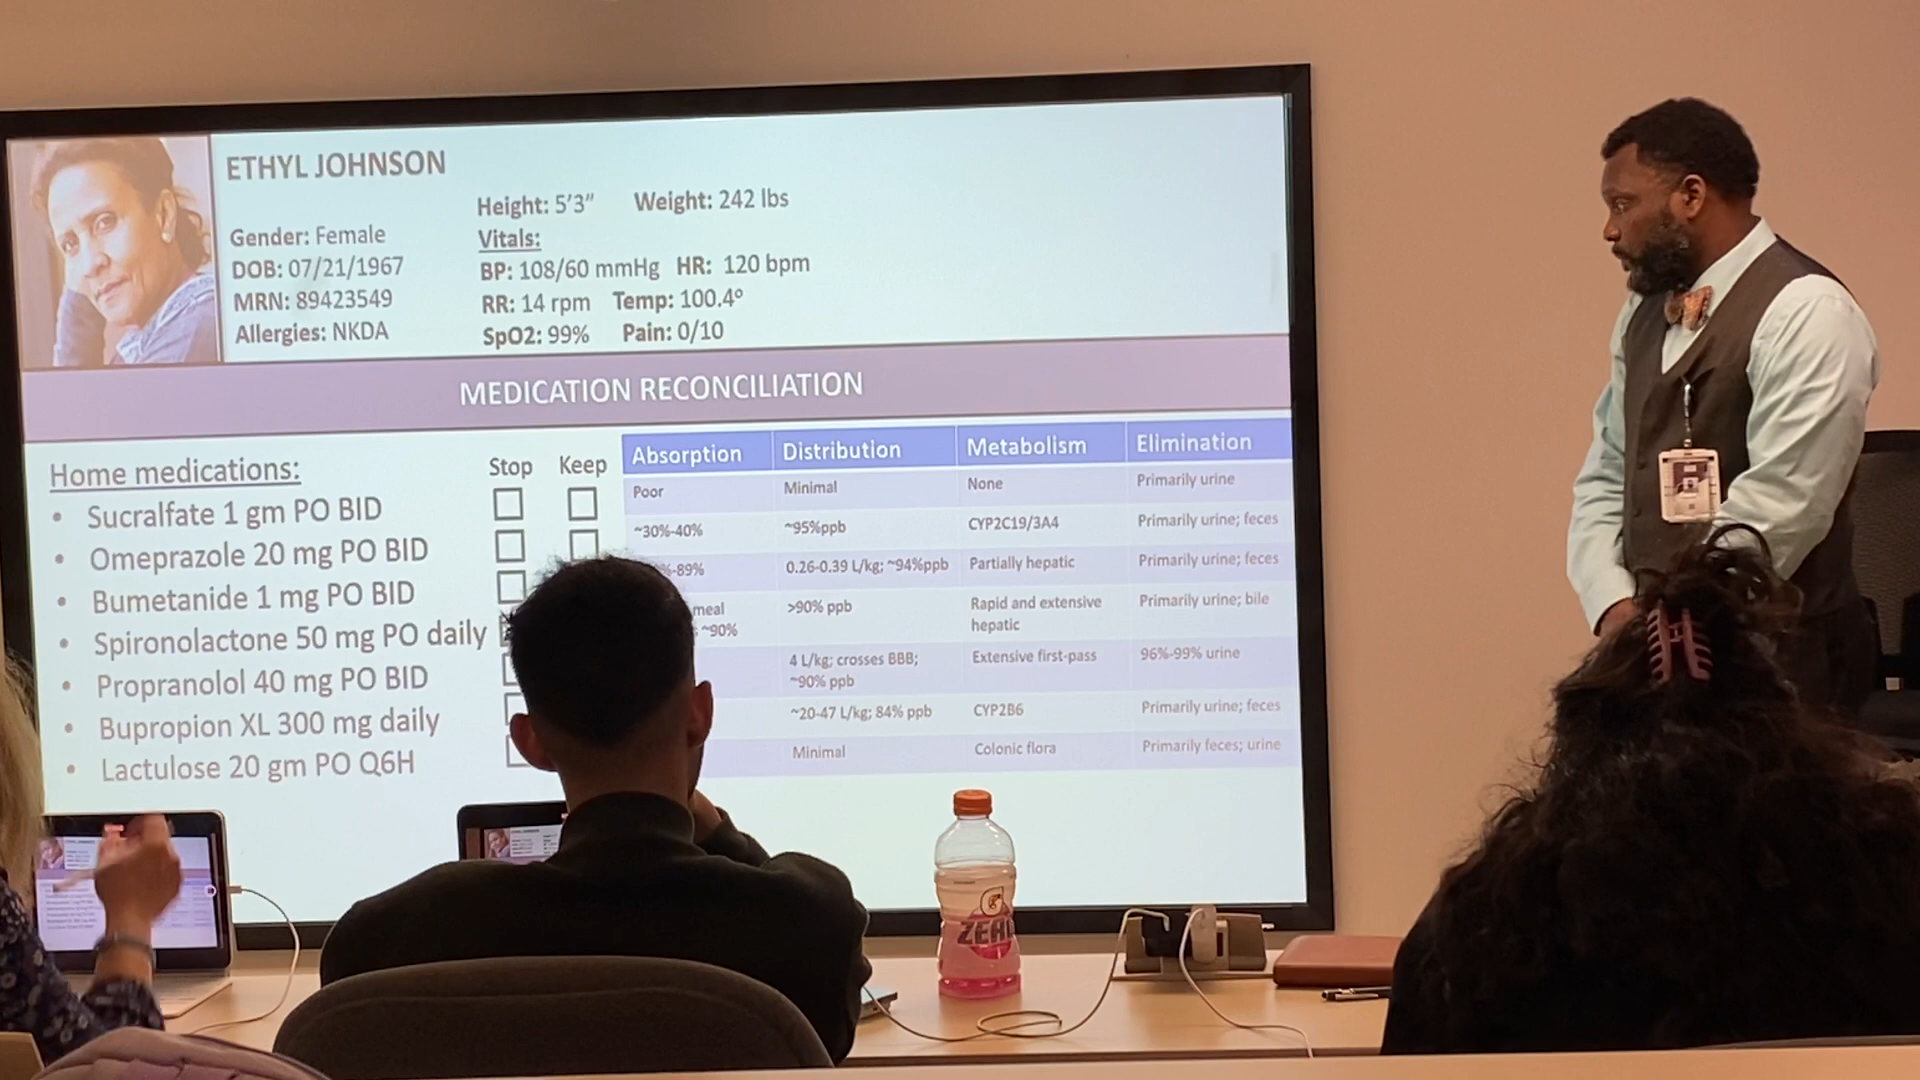 ETHYL JOHNSON
Gender: Female
DOB: 07/21/1967
MRN: 89423549
Allergies: NKDA
Height: 5'3" Weight: 242 lbs
Vitals:
BP: 108/60 mmHg HR: 120 bpm
RR: 14 rpm Temp: 100.4º
SpO2: 99% Pain: 0/10
MEDICATION RECONCILIATION
Home medications:
Stop Keep
• Sucralfate 1 gm PO BID
• Omeprazole 20 mg PO BID
• Bumetanide 1 mg PO BID
• Spironolactone 50 mg PO daily
• Propranolol 40 mg PO BID
• Bupropion XL 300 mg daily
• Lactulose 20 gm PO Q6H
Absorption Distribution Metabolism Elimination
Poor Minimal None Primarily urine
~30%-40% ~95%ppb CYP2C19/3A4 Primarily urine; feces
%-89% 0.26-0.39 L/kg; ~94%ppb Partially hepatic Primarily urine; feces
meal >90% ppb Rapid and extensive Primarily urine; bile
~90% hepatic
4 L/kg; crosses BBB; Extensive first-pass 96%-99% urine
~90% ppb
~20-47 L/kg; 84% ppb CYP2B6 Primarily urine; feces
Minimal Colonic flora Primarily feces; urine
G
ZER